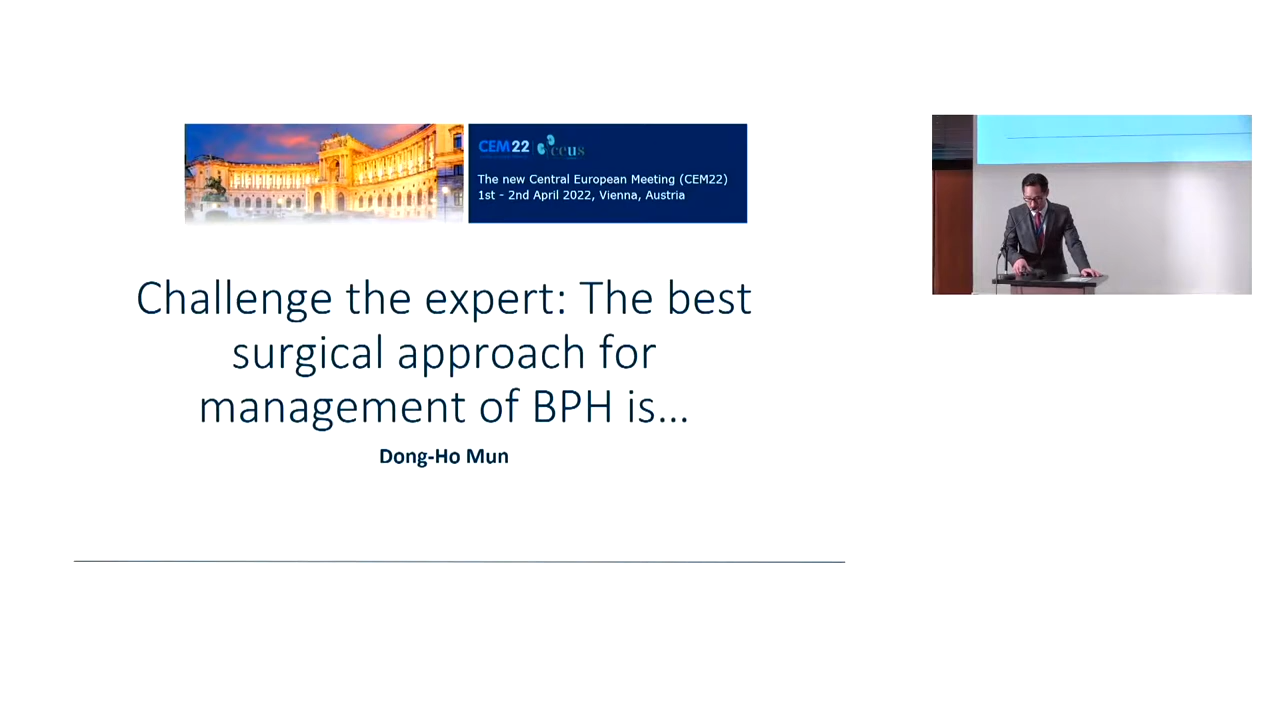 CEM22 ccus
The new Central European Meeting (CEM22)
1st - 2nd April 2022, Vienna, Austria
Challenge the expert: The best
surgical approach for
management of BPH is...
Dong-Ho Mun